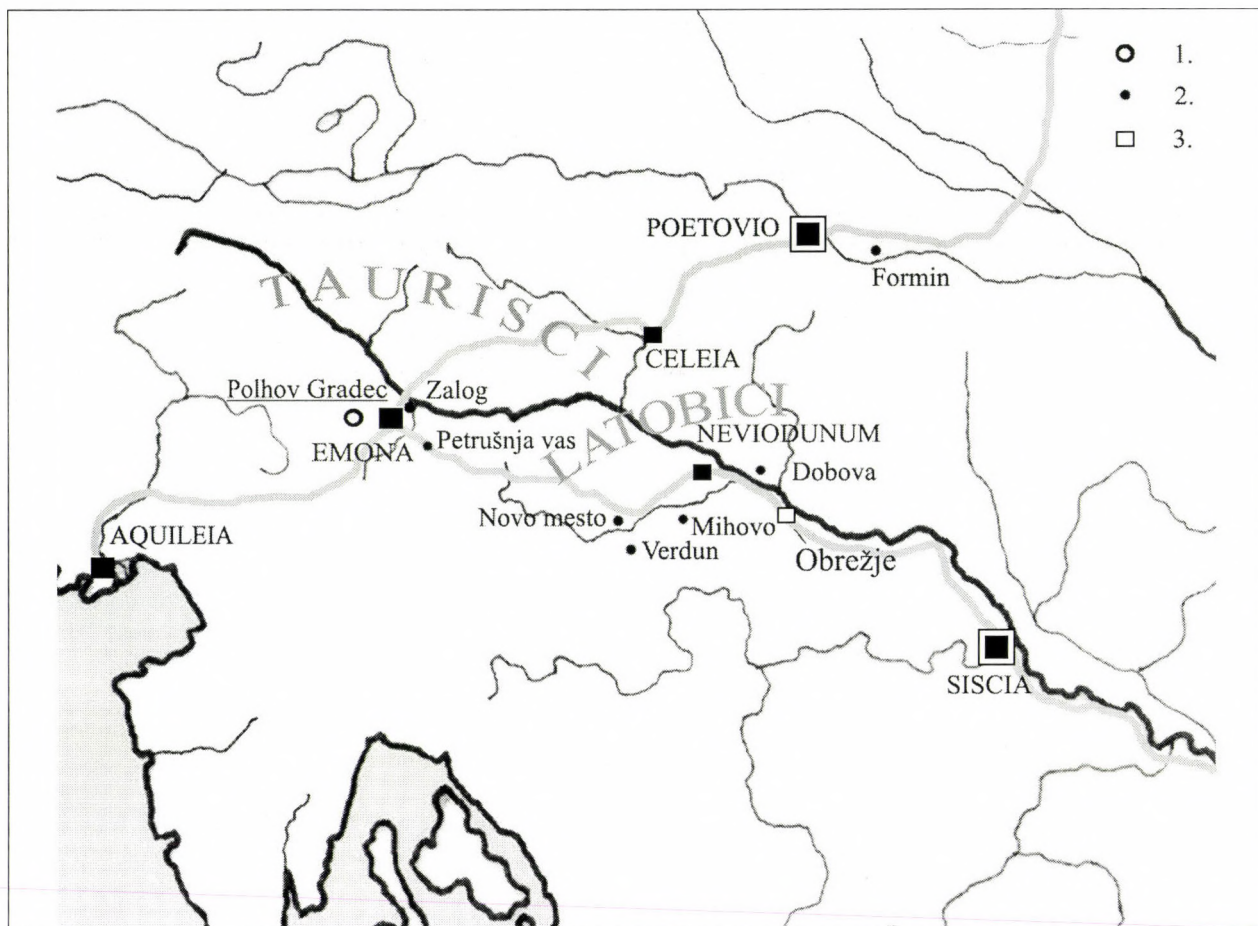 1.
2.
3.
POETOVIO
Formin
TAURISCI
CELEIA
Polhov Gradec
Zalog
LATOBICI
NEVIODUNUM
EMONA
Petrušnja vas
Dobova
Novo mesto
Mihovo
AQUILEIA
Verdun
Obrežje
SISCIA